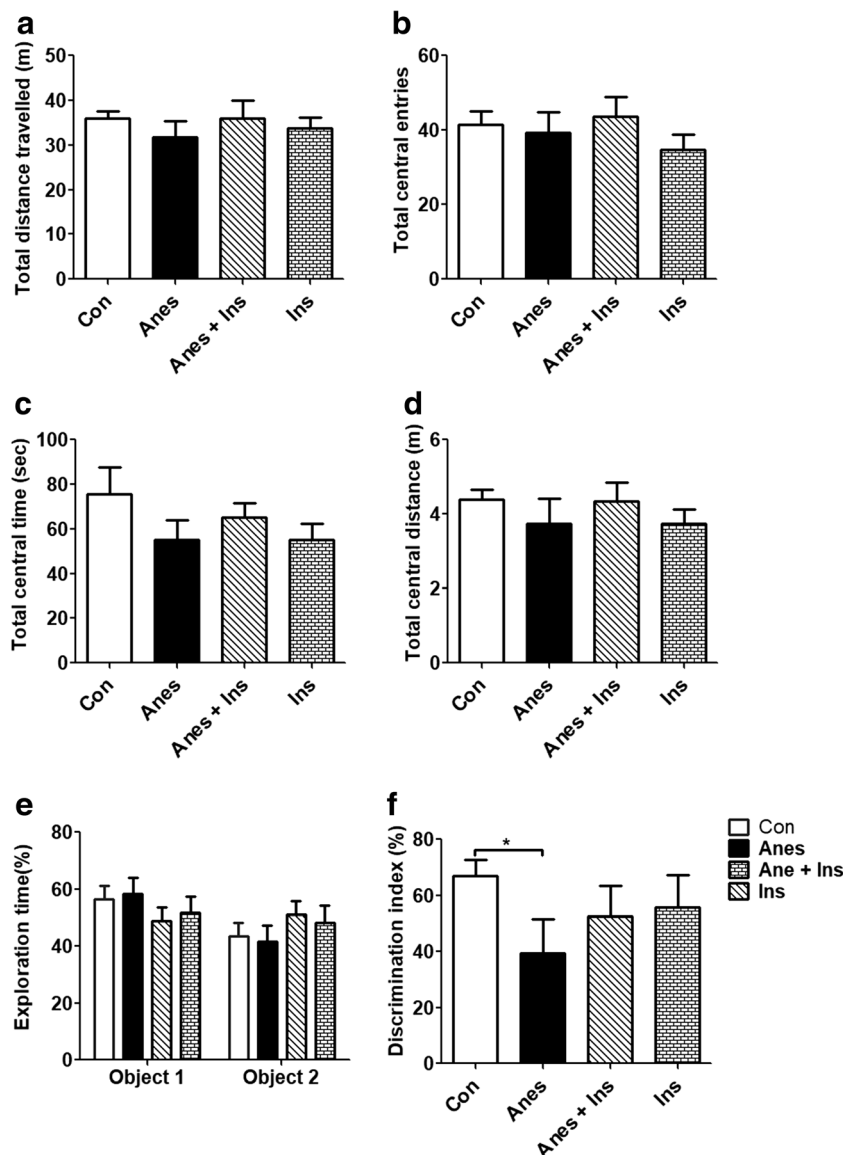 a
Total distance travelled (m)
50
40
30
20
10
0
Con
Anes
Anes + Ins
Ins
b
Total central entries
60
40
20
0
Con
Anes
Anes + Ins
Ins
c
Total central time (sec)
100
80
60
40
20
0
Con
Anes
Anes + Ins
Ins
d
Total central distance (m)
6
4
2
0
Con
Anes
Anes + Ins
Ins
e
Exploration time(%)
80
60
40
20
0
Object 1
Object 2
f
Discrimination index (%)
80
60
40
20
0
*
Con
Anes
Anes + Ins
Ins
Con
Anes
Ane + Ins
Ins